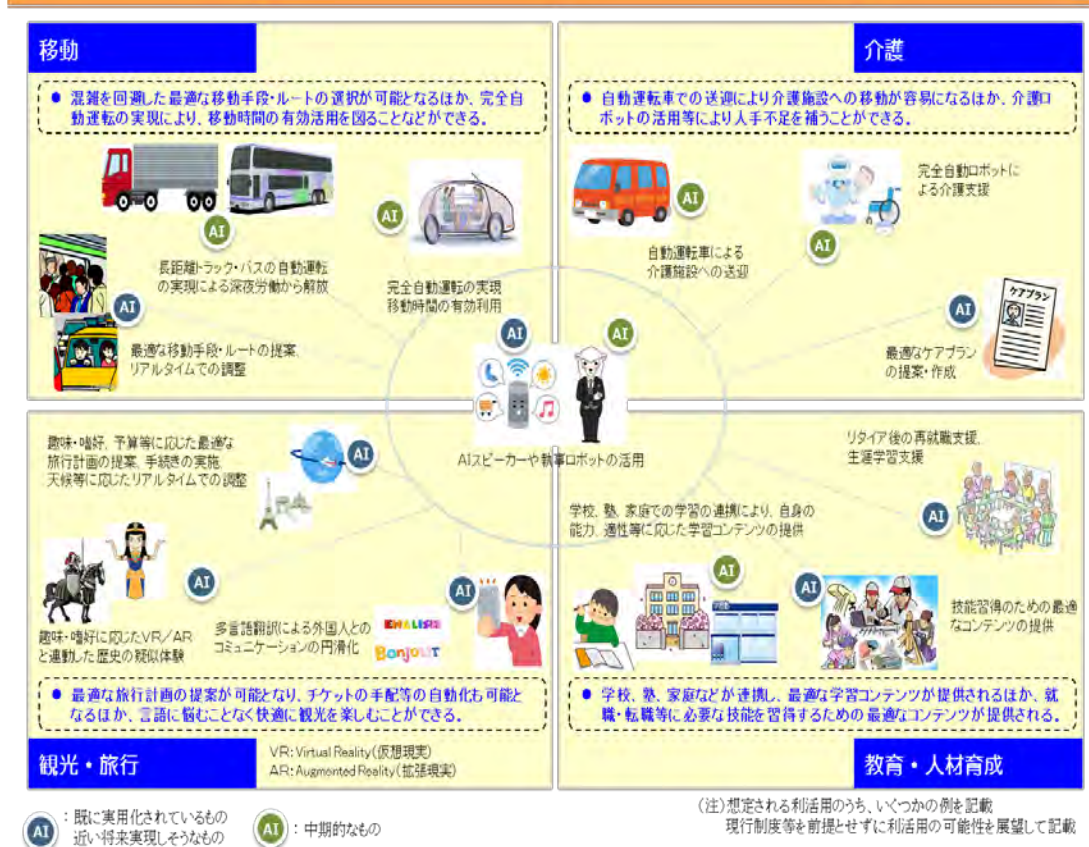 移動
● 混雑を回避した最適な移動手段・ルートの選択が可能となるほか、完全自
動運転の実現により、移動時間の有効活用を図ることなどができる。
AI
長距離トラック・バスの自動運転
の実現による深夜労働から解放
AI
完全自動運転の実現
移動時間の有効利用
AI
最適な移動手段・ルートの提案、
リアルタイムでの調整
介護
● 自動運転車での送迎により介護施設への移動が容易になるほか、介護ロ
ボットの活用等により人手不足を補うことができる。
AI
自動運転車による
介護施設への送迎
完全自動ロボットに
よる介護支援
AI
ケアプラン
AI
最適なケアプラン
の提案・作成
AI
AI
AIスピーカーや執事ロボットの活用
趣味・嗜好、予算等に応じた最適な
旅行計画の提案、手続きの実施
天候等に応じたリアルタイムでの調整
AI
AI
趣味・嗜好に応じたVR/AR
と連動した歴史の疑似体験
AI
多言語翻訳による外国人との
コミュニケーションの円滑化
ENGLISH
Bonjour
● 最適な旅行計画の提案が可能となり、チケットの手配等の自動化も可能と
なるほか、言語に悩むことなく快適に観光を楽しむことができる。
観光・旅行
VR:Virtual Reality(仮想現実)
AR:Augmented Reality(拡張現実)
リタイア後の再就職支援、
生涯学習支援
AI
学校、塾、家庭での学習の連携により、自身の
能力、適性等に応じた学習コンテンツの提供
AI
AI
技能習得のための最適
なコンテンツの提供
● 学校、塾、家庭などが連携し、最適な学習コンテンツが提供されるほか、就
職・転職等に必要な技能を習得するための最適なコンテンツが提供される。
教育・人材育成
AI
:既に実用化されているもの
近い将来実現しそうなもの
AI
:中期的なもの
(注)想定される利活用のうち、いくつかの例を記載
現行制度等を前提とせずに利活用の可能性を展望して記載